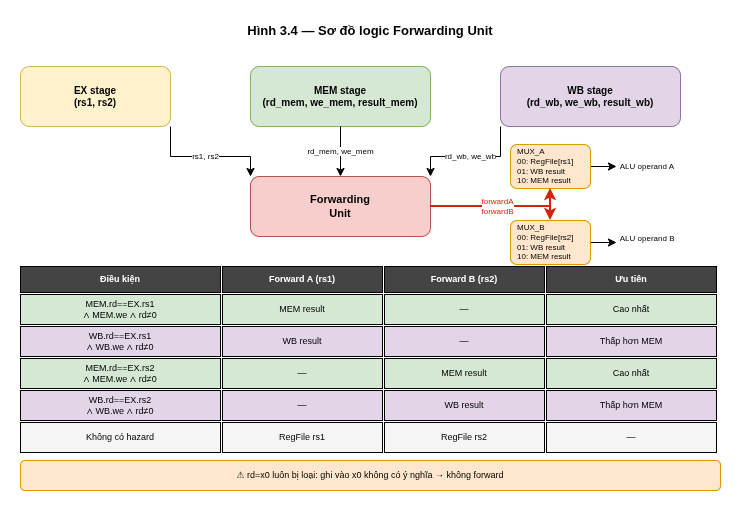 Hình 3.4 — Sơ đồ logic Forwarding Unit
EX stage
(rs1, rs2)
MEM stage
(rd_mem, we_mem, result_mem)
WB stage
(rd_wb, we_wb, result_wb)
rs1, rs2
rd_mem, we_mem
rd_wb, we_wb
MUX_A
00: RegFile[rs1]
01: WB result
10: MEM result
ALU operand A
Forwarding
Unit
forwardA
forwardB
MUX_B
00: RegFile[rs2]
01: WB result
10: MEM result
ALU operand B
Điều kiện Forward A (rs1) Forward B (rs2) Ưu tiên
MEM.rd==EX.rs1
∧ MEM.we ∧ rd≠0
MEM result — Cao nhất
WB.rd==EX.rs1
∧ WB.we ∧ rd≠0
WB result — Thấp hơn MEM
MEM.rd==EX.rs2
∧ MEM.we ∧ rd≠0
— MEM result Cao nhất
WB.rd==EX.rs2
∧ WB.we ∧ rd≠0
— WB result Thấp hơn MEM
Không có hazard RegFile rs1 RegFile rs2 —
⚠ rd=x0 luôn bị loại: ghi vào x0 không có ý nghĩa → không forward